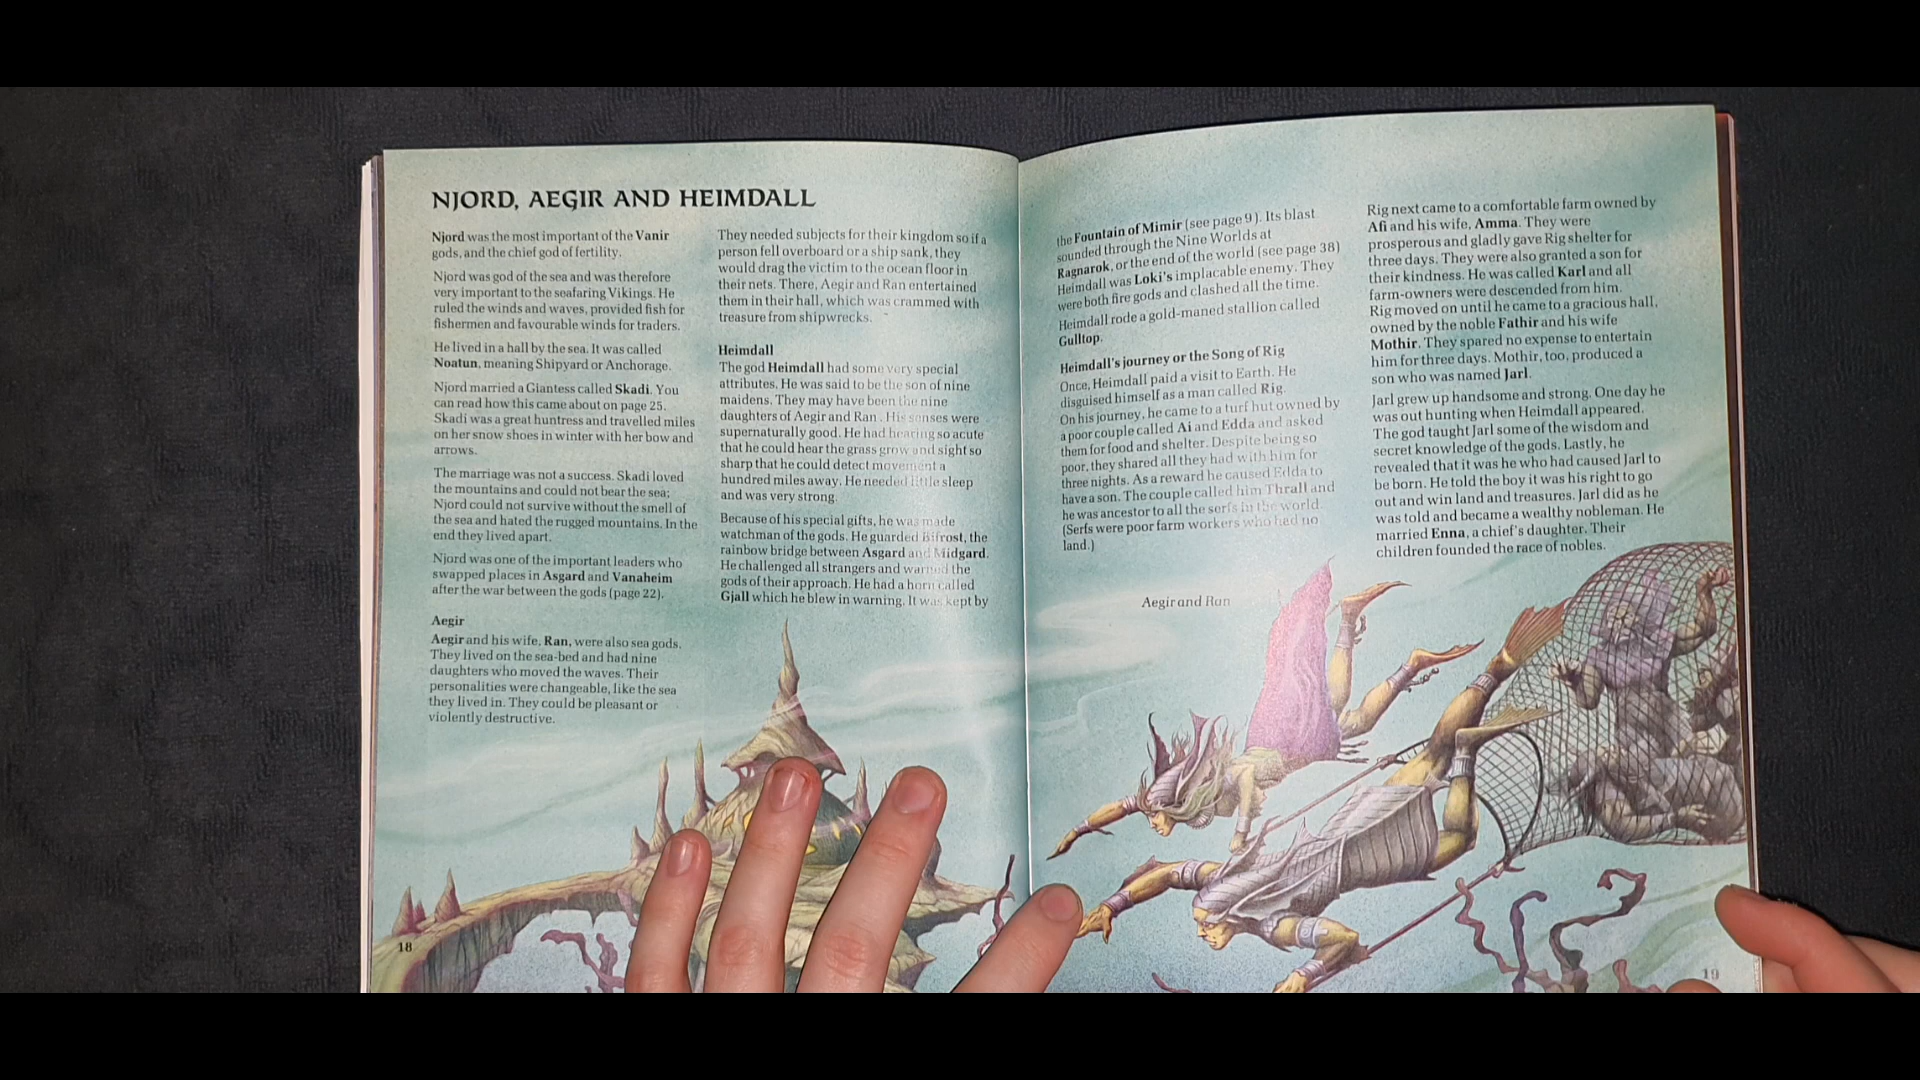 NJORD, AEGIR AND HEIMDALL
Njord was the most important of the Vanir
gods, and the chief god of fertility.
Njord was god of the sea and was therefore
very important to the seafaring Vikings. He
ruled the winds and waves, provided fish for
fishermen and favourable winds for traders.
He lived in a hall by the sea. It was called
Noatun, meaning Shipyard or Anchorage.
Njord married a Giantess called Skadi. You
can read how this came about on page 25.
Skadi was a great huntress and travelled miles
on her snow shoes in winter with her bow and
arrows.
The marriage was not a success. Skadi loved
the mountains and could not bear the sea;
Njord could not survive without the smell of
the sea and hated the rugged mountains. In the
end they lived apart.
Njord was one of the important leaders who
swapped places in Asgard and Vanaheim
after the war between the gods (page 22).
Aegir
Aegir and his wife, Ran, were also sea gods.
They lived on the sea-bed and had nine
daughters who moved the waves. Their
personalities were changeable, like the sea
they lived in. They could be pleasant or
violently destructive.
They needed subjects for their kingdom so if a
person fell overboard or a ship sank, they
would drag the victim to the ocean floor in
their nets. There, Aegir and Ran entertained
them in their hall, which was crammed with
treasure from shipwrecks.
Heimdall
The god Heimdall had some very special
attributes. He was said to be the son of nine
maidens. They may have been the nine
daughters of Aegir and Ran. His senses were
supernaturally good. He had hearing so acute
that he could hear the grass grow and sight so
sharp that he could detect movement a
hundred miles away. He needed little sleep
and was very strong.
Because of his special gifts, he was made
watchman of the gods. He guarded Bifrost, the
rainbow bridge between Asgard and Midgard.
He challenged all strangers and warned the
gods of their approach. He had a horn called
Gjall which he blew in warning. It was kept by
18
the Fountain of Mimir (see page 9). Its blast
sounded through the Nine Worlds at
Ragnarok, or the end of the world (see page 38)
Heimdall was Loki's implacable enemy. They
were both fire gods and clashed all the time.
Heimdall rode a gold-maned stallion called
Gulltop.
Heimdall's journey or the Song of Rig
Once, Heimdall paid a visit to Earth. He
disguised himself as a man called Rig.
On his journey, he came to a turf hut owned by
a poor couple called Ai and Edda and asked
them for food and shelter. Despite being so
poor, they shared all they had with him for
three nights. As a reward he caused Edda to
have a son. The couple called him Thrall and
he was ancestor to all the serfs in the world.
(Serfs were poor farm workers who had no
land.)
Aegir and Ran
Rig next came to a comfortable farm owned by
Afi and his wife, Amma. They were
prosperous and gladly gave Rig shelter for
three days. They were also granted a son for
their kindness. He was called Karl and all
farm-owners were descended from him.
Rig moved on until he came to a gracious hall,
owned by the noble Fathir and his wife
Mothir. They spared no expense to entertain
him for three days. Mothir, too, produced a
son who was named Jarl.
Jarl grew up handsome and strong. One day he
was out hunting when Heimdall appeared.
The god taught Jarl some of the wisdom and
secret knowledge of the gods. Lastly, he
revealed that it was he who had caused Jarl to
be born. He told the boy it was his right to go
out and win land and treasures. Jarl did as he
was told and became a wealthy nobleman. He
married Enna, a chief's daughter. Their
children founded the race of nobles.
19